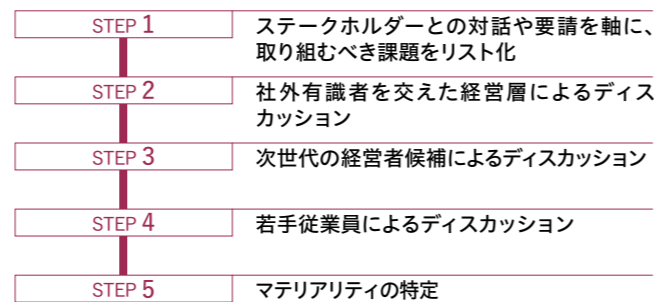 STEP 1
ステークホルダーとの対話や要請を軸に、
取り組むべき課題をリスト化
STEP 2
社外有識者を交えた経営層によるディス
カッション
STEP 3
次世代の経営者候補によるディスカッション
STEP 4
若手従業員によるディスカッション
STEP 5
マテリアリティの特定